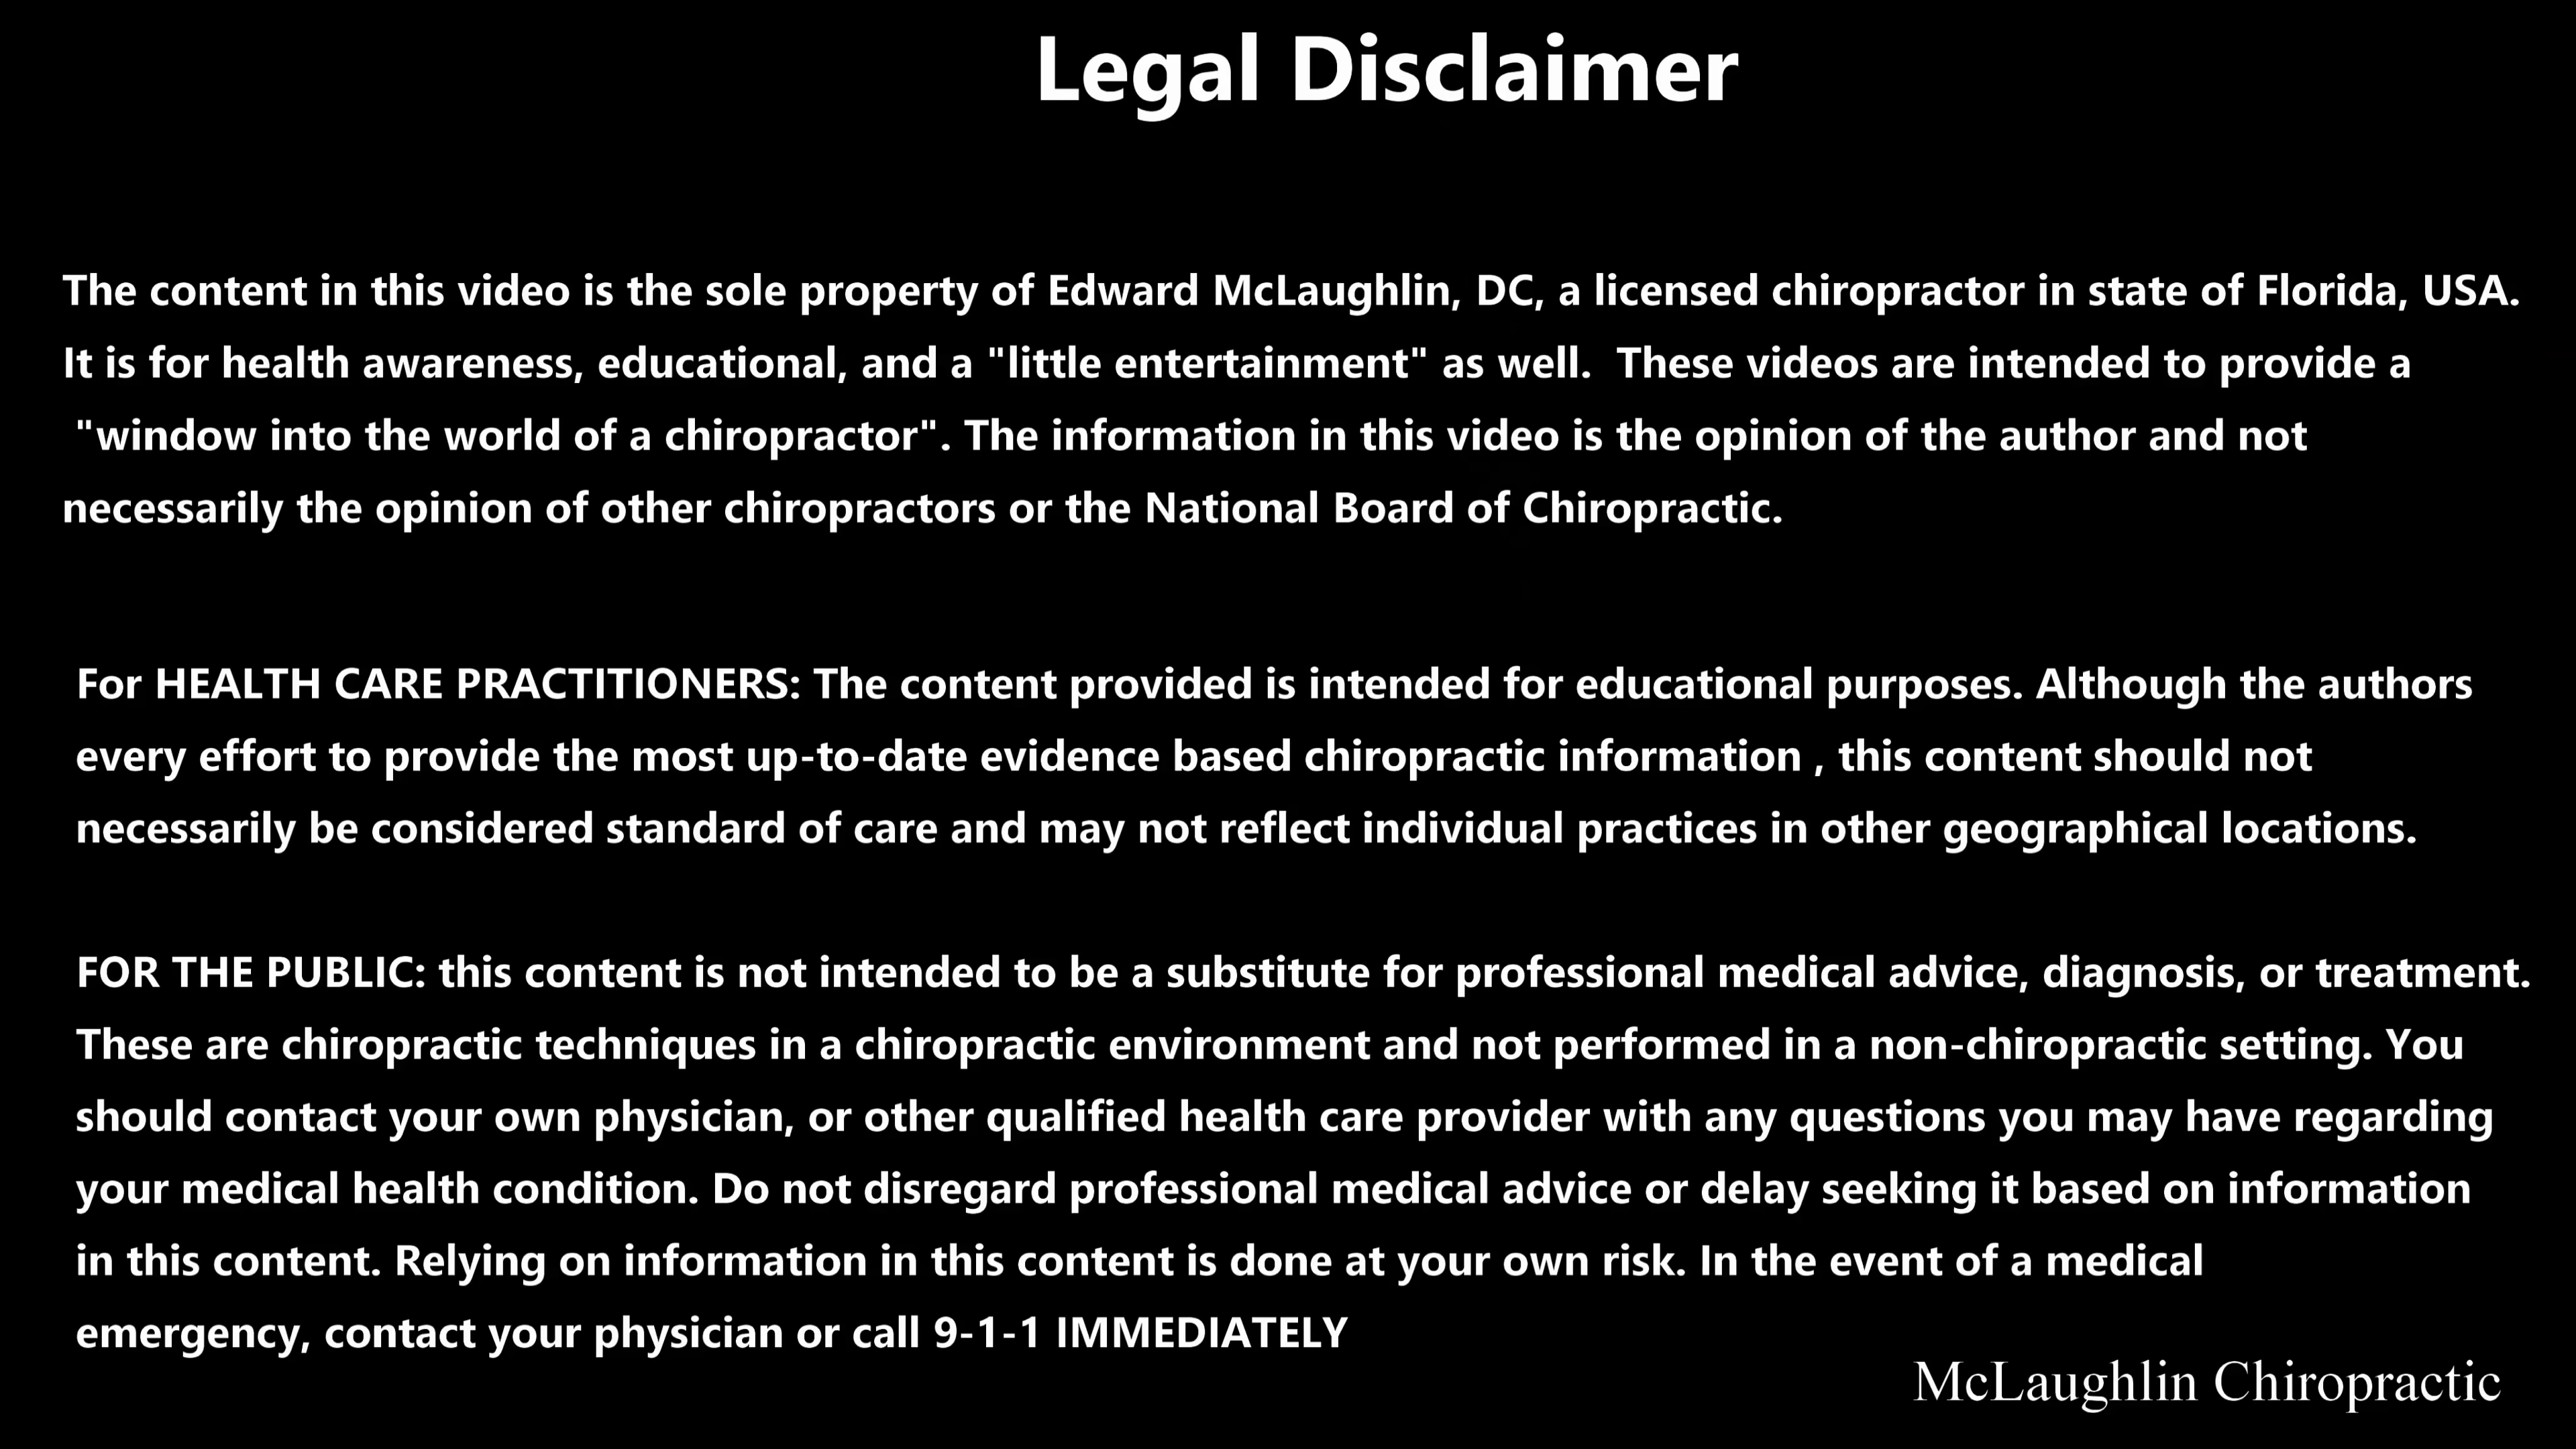 Legal Disclaimer
The content in this video is the sole property of Edward McLaughlin, DC, a licensed chiropractor in state of Florida, USA.
It is for health awareness, educational, and a "little entertainment" as well.  These videos are intended to provide a
"window into the world of a chiropractor". The information in this video is the opinion of the author and not
necessarily the opinion of other chiropractors or the National Board of Chiropractic.
For HEALTH CARE PRACTITIONERS: The content provided is intended for educational purposes. Although the authors
every effort to provide the most up-to-date evidence based chiropractic information , this content should not
necessarily be considered standard of care and may not reflect individual practices in other geographical locations.
FOR THE PUBLIC: this content is not intended to be a substitute for professional medical advice, diagnosis, or treatment.
These are chiropractic techniques in a chiropractic environment and not performed in a non-chiropractic setting. You
should contact your own physician, or other qualified health care provider with any questions you may have regarding
your medical health condition. Do not disregard professional medical advice or delay seeking it based on information
in this content. Relying on information in this content is done at your own risk. In the event of a medical
emergency, contact your physician or call 9-1-1 IMMEDIATELY
McLaughlin Chiropractic